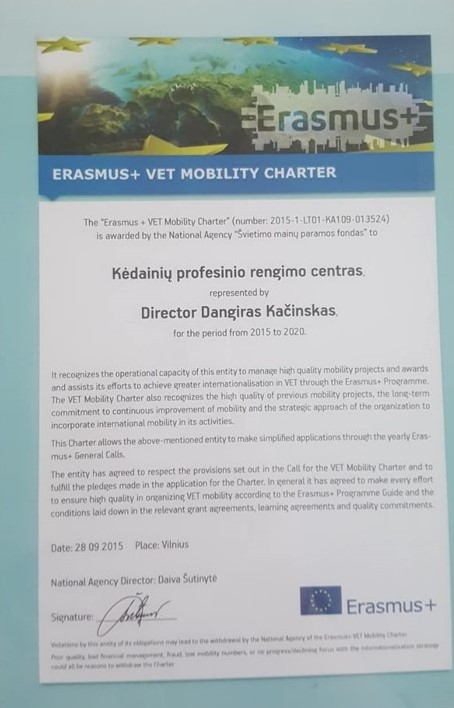 Erasmus+
ERASMUS+ VET MOBILITY CHARTER
The "Erasmus + VET Mobility Charter" (number: 2015-1-LT01-KA109-013524)
is awarded by the National Agency "Švietimo mainų paramos fondas" to
Kėdainių profesinio rengimo centras,
represented by
Director Dangiras Kačinskas,
for the period from 2015 to 2020.
It recognizes the operational capacity of this entity to manage high quality mobility projects and awards
and assists its efforts to achieve greater internationalisation in VET through the Erasmus+ Programme.
The VET Mobility Charter also recognizes the high quality of previous mobility projects, the long-term
commitment to continuous improvement of mobility and the strategic approach of the organization to
incorporate international mobility in its activities.
This Charter allows the above-mentioned entity to make simplified applications through the yearly Eras-
mus+ General Calls.
The entity has agreed to respect the provisions set out in the Call for the VET Mobility Charter and to
fulfill the pledges made in the application for the Charter. In general it has agreed to make every effort
to ensure high quality in organizing VET mobility according to the Erasmus+ Programme Guide and the
conditions laid down in the relevant grant agreements, learning agreements and quality commitments.
Date: 28 09 2015 Place: Vilnius
National Agency Director: Daiva Šutinytė
Signature:
Erasmus+
Violations by this entity of its obligations may lead to the withdrawal by the National Agency of the Erasmus+ VET Mobility Charter
Poor quality, bad financial management, fraud, low mobility numbers, or no progress/declining focus with the internationalisation strategy
could all be reasons to withdraw the Charter